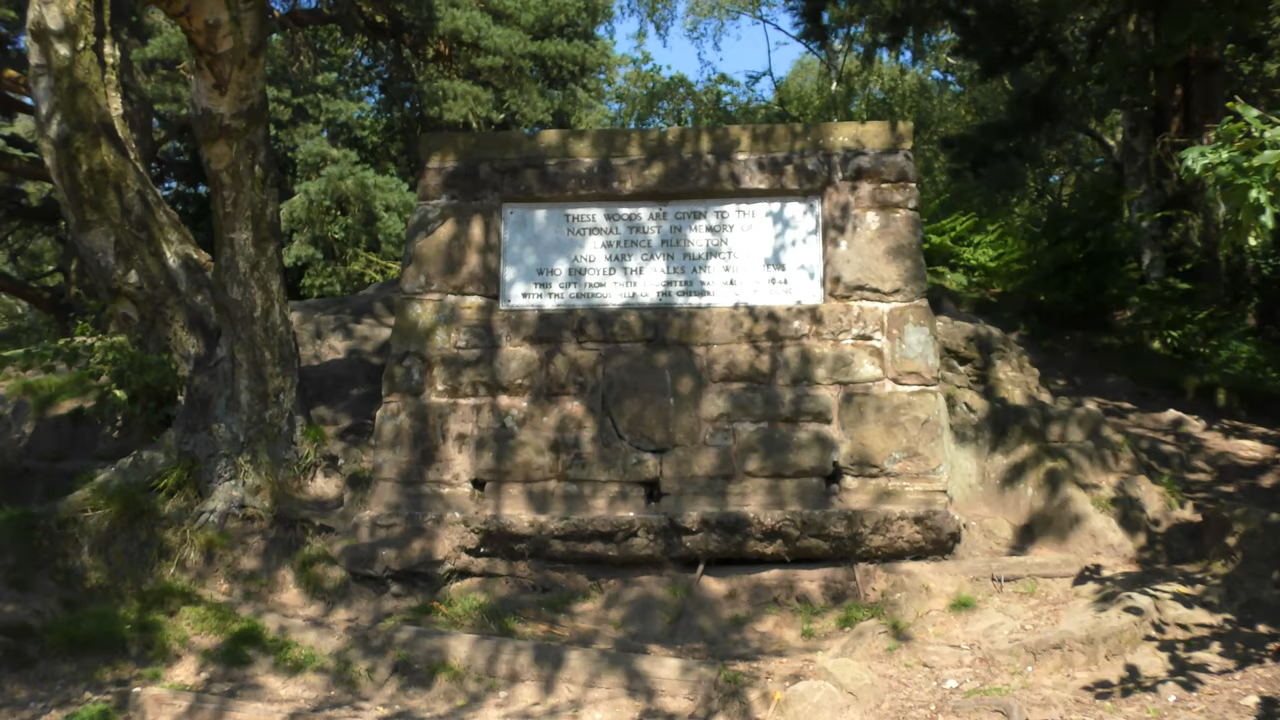 THESE WOODS ARE GIVEN TO THE
NATIONAL TRUST IN MEMORY OF
LAWRENCE PILKINGTON
AND MARY GAVIN PILKINGTON
WHO ENJOYED THE WALKS AND WIDE VIEWS
THIS GIFT FROM THEIR DAUGHTERS WAS MADE IN 1948
WITH THE GENEROUS HELP OF THE CHESHIRE